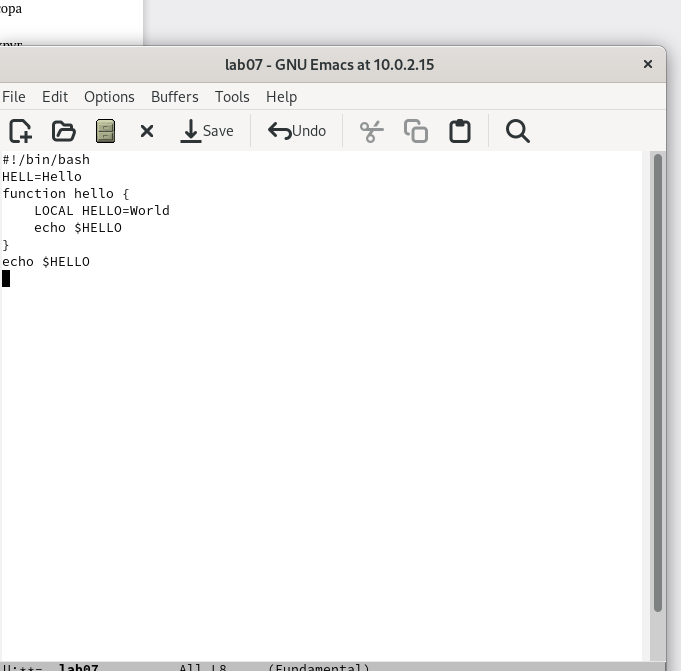 lab07 - GNU Emacs at 10.0.2.15
File Edit Options Buffers Tools Help
Save Undo
#!/bin/bash
HELL=Hello
function hello {
    LOCAL HELLO=World
    echo $HELLO
}
echo $HELLO
U:**- lab07 All L8 (Fundamental)